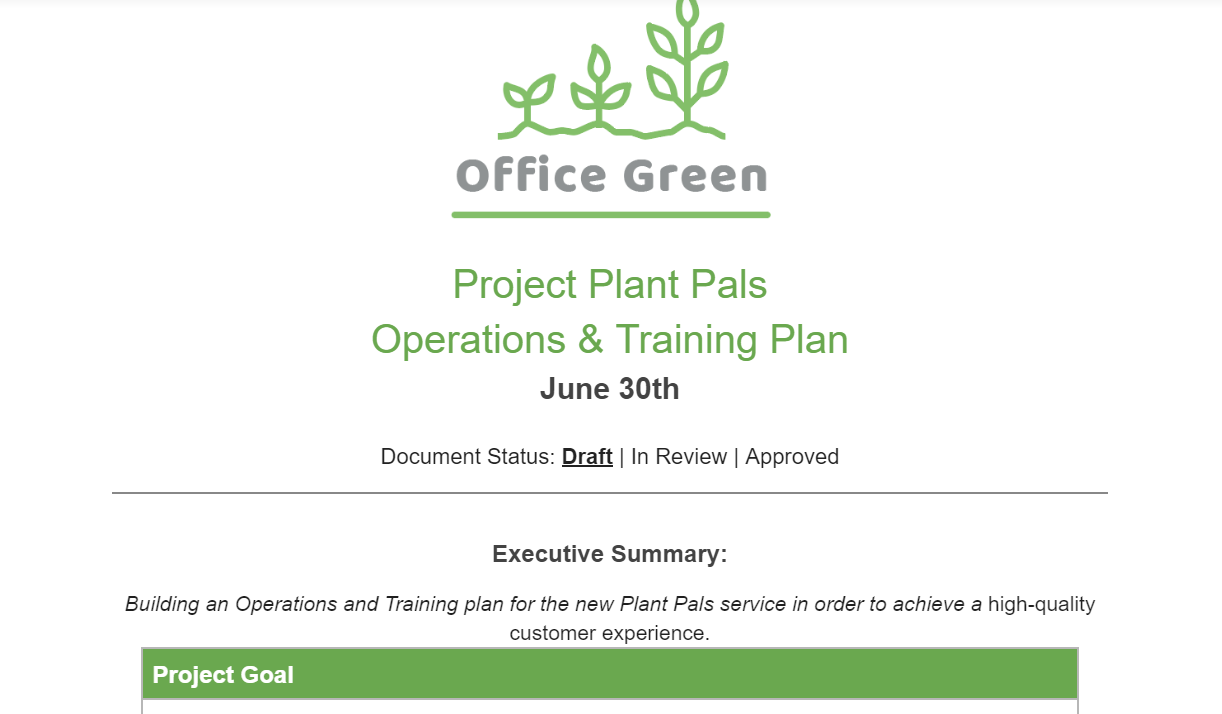 Office Green
Project Plant Pals
Operations & Training Plan
June 30th
Document Status: Draft | In Review | Approved
Executive Summary:
Building an Operations and Training plan for the new Plant Pals service in order to achieve a high-quality
customer experience.
Project Goal